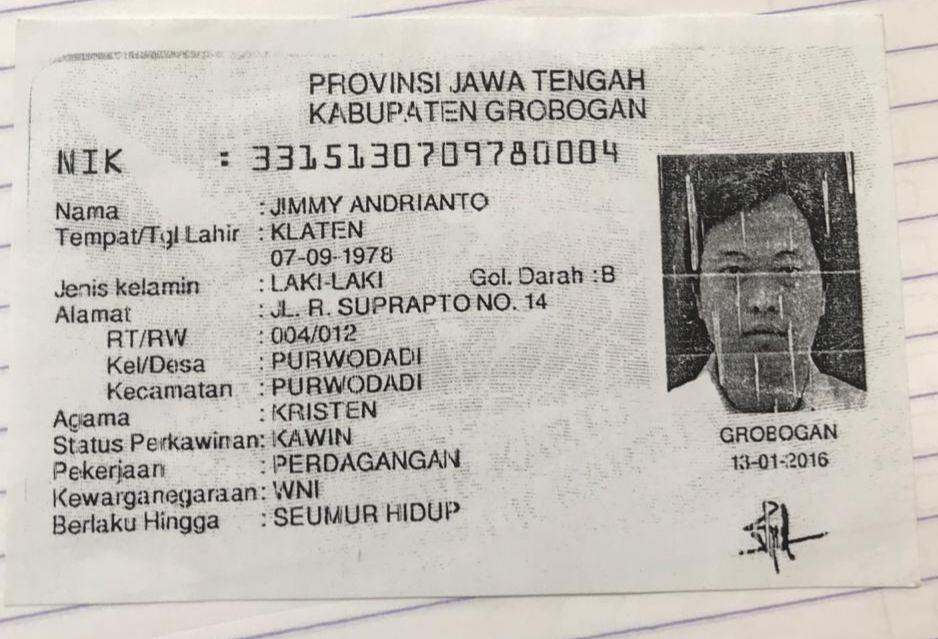 PROVINSI JAWA TENGAH
KABUPATEN GROBOGAN
NIK : 3315130709780004
Nama : JIMMY ANDRIANTO
Tempat/Tgl Lahir : KLATEN
07-09-1978
Jenis kelamin : LAKI-LAKI Gol. Darah : B
Alamat : JL. R. SUPRAPTO NO. 14
RT/RW : 004/012
Kel/Desa : PURWODADI
Kecamatan : PURWODADI
Agama : KRISTEN
Status Perkawinan: KAWIN
Pekerjaan : PERDAGANGAN
Kewarganegaraan: WNI
Berlaku Hingga : SEUMUR HIDUP
GROBOGAN
13-01-2016